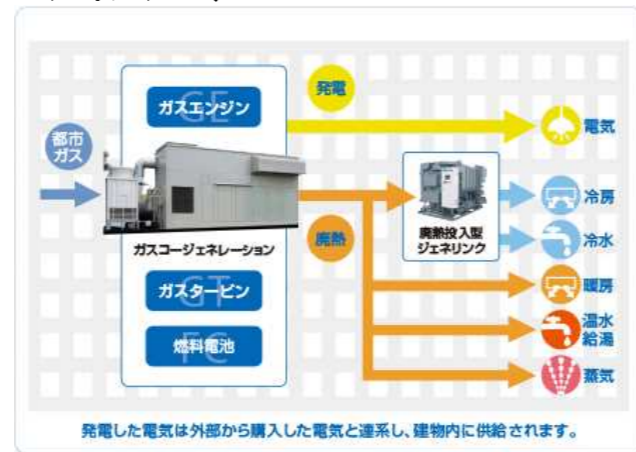 発電
GE
ガスエンジン
電気
都市
ガス
冷房
廃熱投入型
ジェネリンク
廃熱
冷水
ガスコージェネレーション
GT
ガスタービン
暖房
温水
給湯
FC
燃料電池
蒸気
発電した電気は外部から購入した電気と連系し、建物内に供給されます。